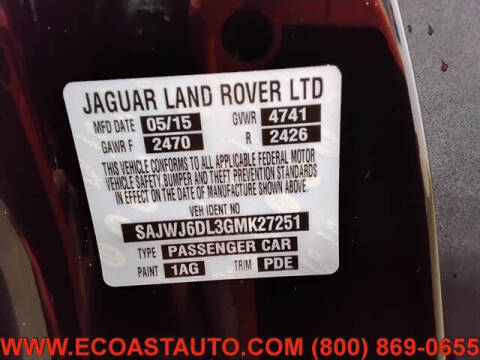 JAGUAR LAND ROVER LTD
MFD DATE 05/15 GVWR 4741
GAWR F 2470 R 2426
THIS VEHICLE CONFORMS TO ALL APPLICABLE FEDERAL MOTOR
VEHICLE SAFETY, BUMPER AND THEFT PREVENTION STANDARDS
IN EFFECT ON THE DATE OF MANUFACTURE SHOWN ABOVE.
VEH IDENT NO
SAJWJ6DL3GMK27251
TYPE PASSENGER CAR
PAINT 1AG TRIM PDE
WWW.ECOASTAUTO.COM (800) 869-0655